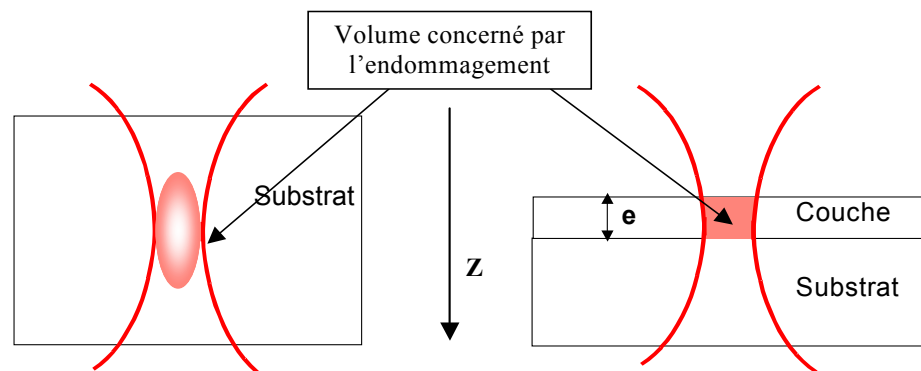 Volume concerné par
l'endommagement
Substrat
Z
e
Couche
Substrat